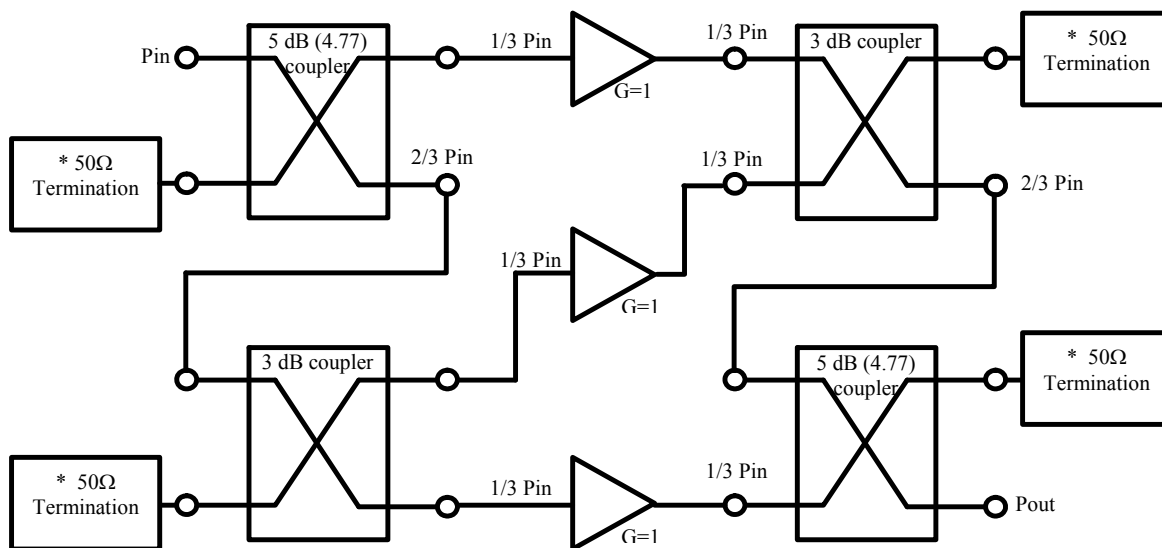 5 dB (4.77)
coupler
3 dB coupler
* 50Ω
Termination
Pin
1/3 Pin
1/3 Pin
G=1
* 50Ω
Termination
2/3 Pin
1/3 Pin
2/3 Pin
1/3 Pin
G=1
3 dB coupler
5 dB (4.77)
coupler
* 50Ω
Termination
* 50Ω
Termination
1/3 Pin
1/3 Pin
G=1
Pout